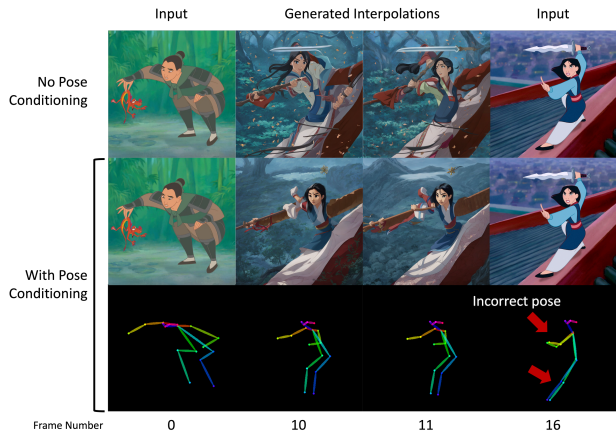 Input
Generated Interpolations
Input
No Pose
Conditioning
With Pose
Conditioning
Incorrect pose
Frame Number
0
10
11
16